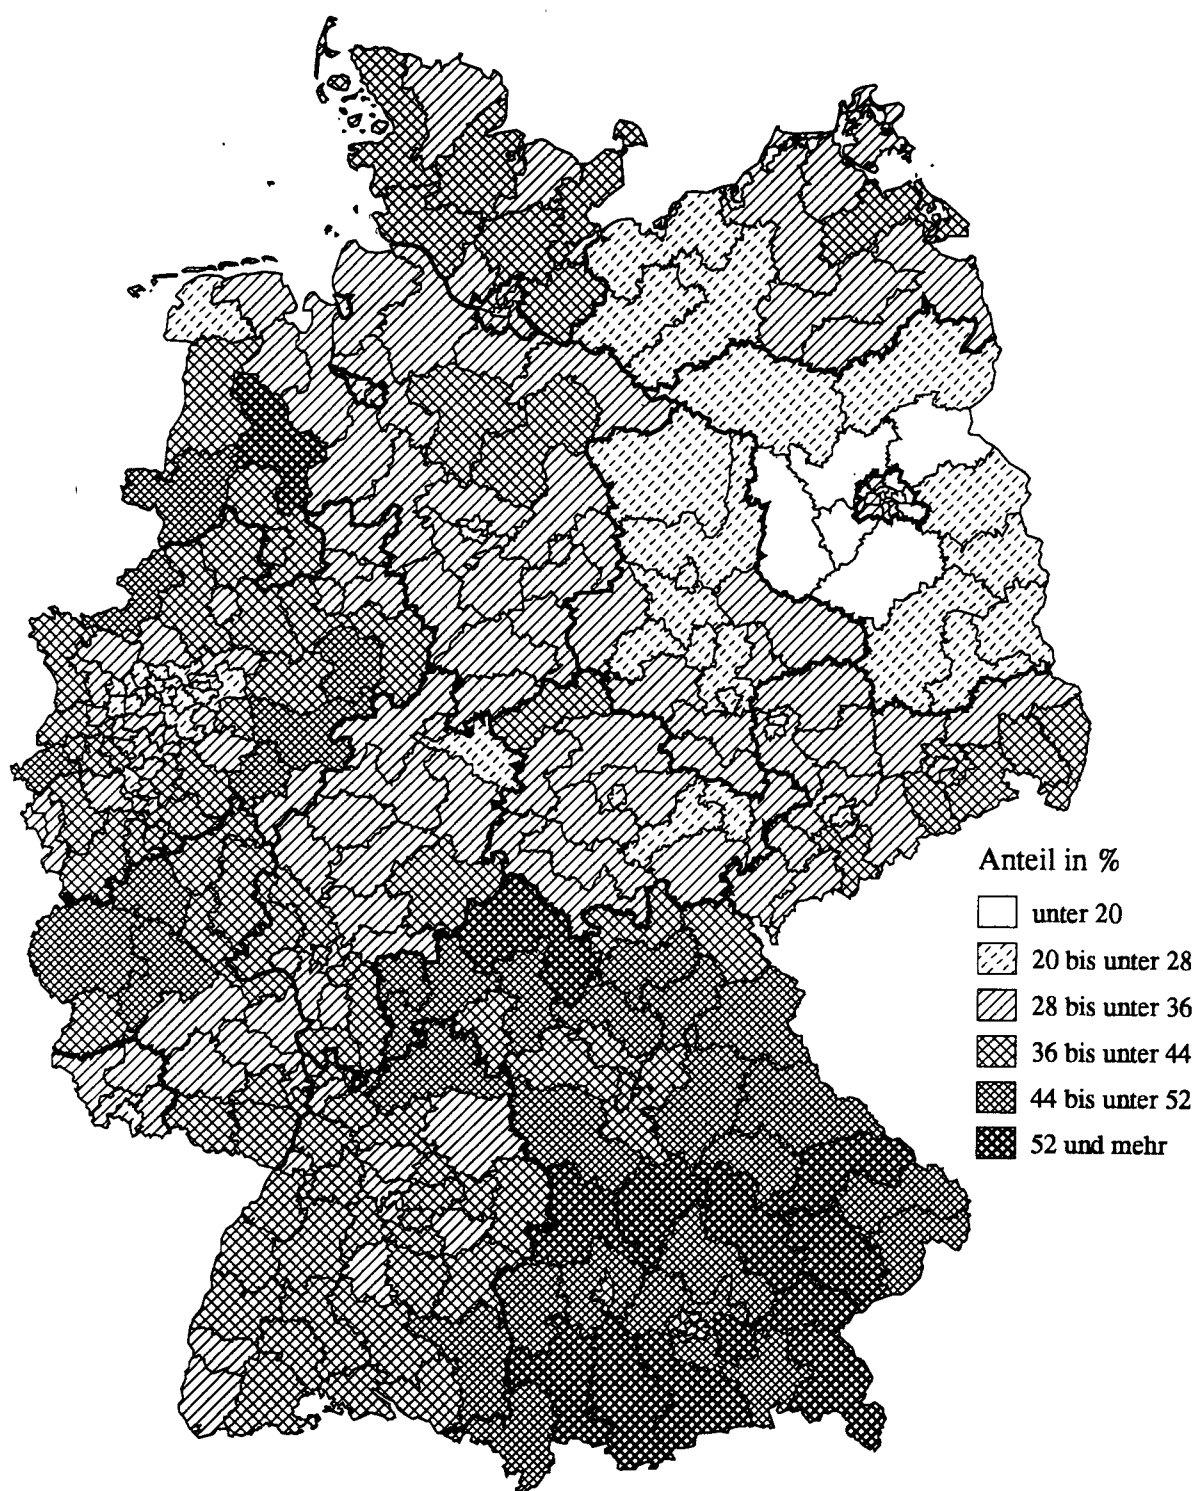 Anteil in %
unter 20
20 bis unter 28
28 bis unter 36
36 bis unter 44
44 bis unter 52
52 und mehr